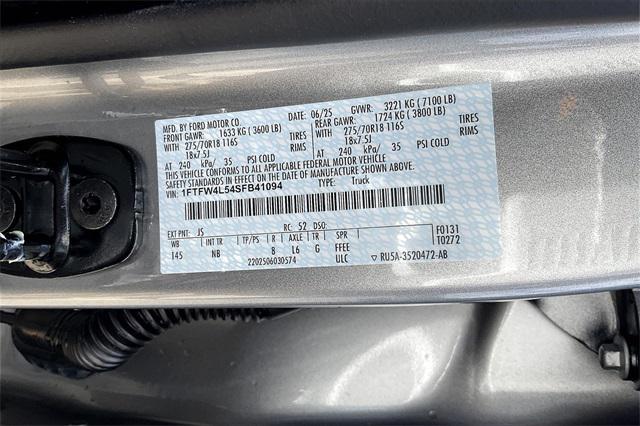 MFD. BY FORD MOTOR CO. DATE: 06/25 GVWR: 3221 KG ( 7100 LB)
FRONT GAWR: 1633 KG ( 3600 LB) REAR GAWR: 1724 KG ( 3800 LB)
WITH 275/70R18 116S TIRES WITH 275/70R18 116S TIRES
18x7.5J 18x7.5J
AT 240 kPa/ 35 PSI COLD AT 240 kPa/ 35 PSI COLD
THIS VEHICLE CONFORMS TO ALL APPLICABLE FEDERAL MOTOR VEHICLE
SAFETY AND THEFT PREVENTION STANDARDS IN EFFECT ON THE DATE OF MANUFACTURE SHOWN ABOVE.
VIN: 1FTFW4L54SFB41094 TYPE: Truck
EXT PNT: JS RC: 52 DSO: F0131
WB INT TR TP/PS R AXLE TR SPR T0272
145 NB 8 L6 G FFEE
2202506030574 ULC ▽ RU5A-3520472-AB